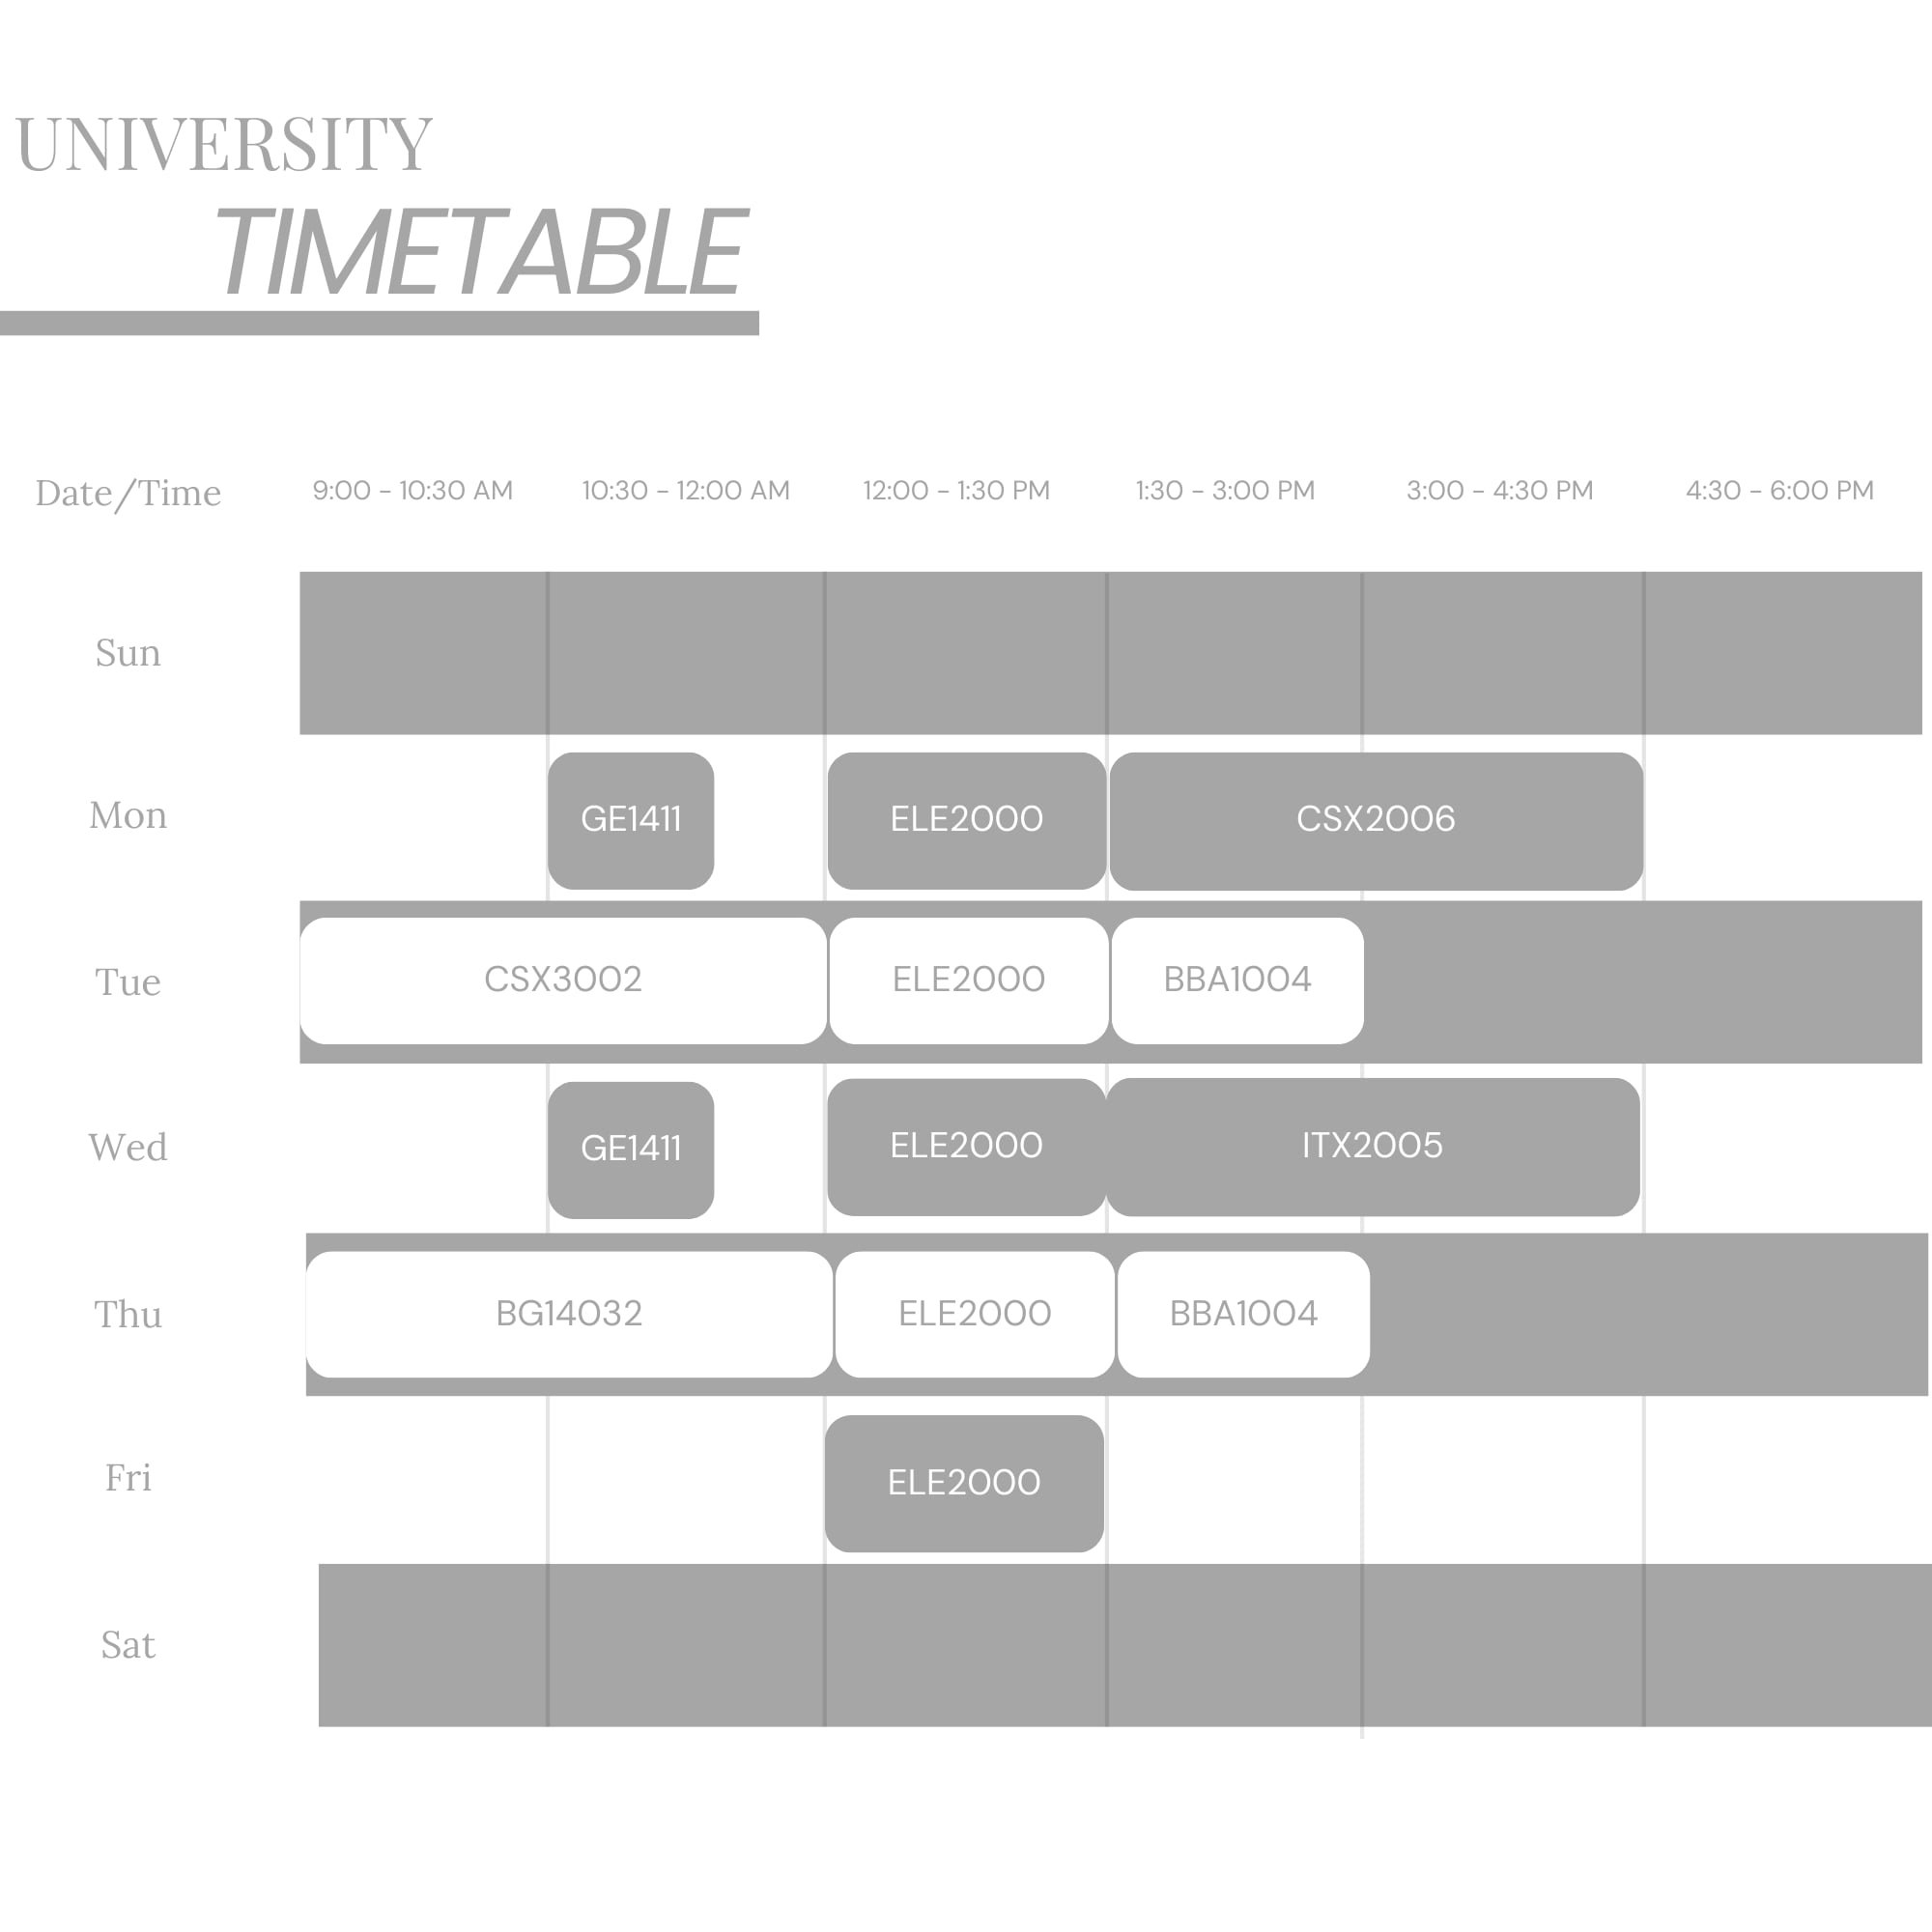 UNIVERSITY
TIMETABLE
Date/Time 9:00 - 10:30 AM 10:30 - 12:00 AM 12:00 - 1:30 PM 1:30 - 3:00 PM 3:00 - 4:30 PM 4:30 - 6:00 PM
Sun
Mon GE1411 ELE2000 CSX2006
Tue CSX3002 ELE2000 BBA1004
Wed GE1411 ELE2000 ITX2005
Thu BG14032 ELE2000 BBA1004
Fri ELE2000
Sat